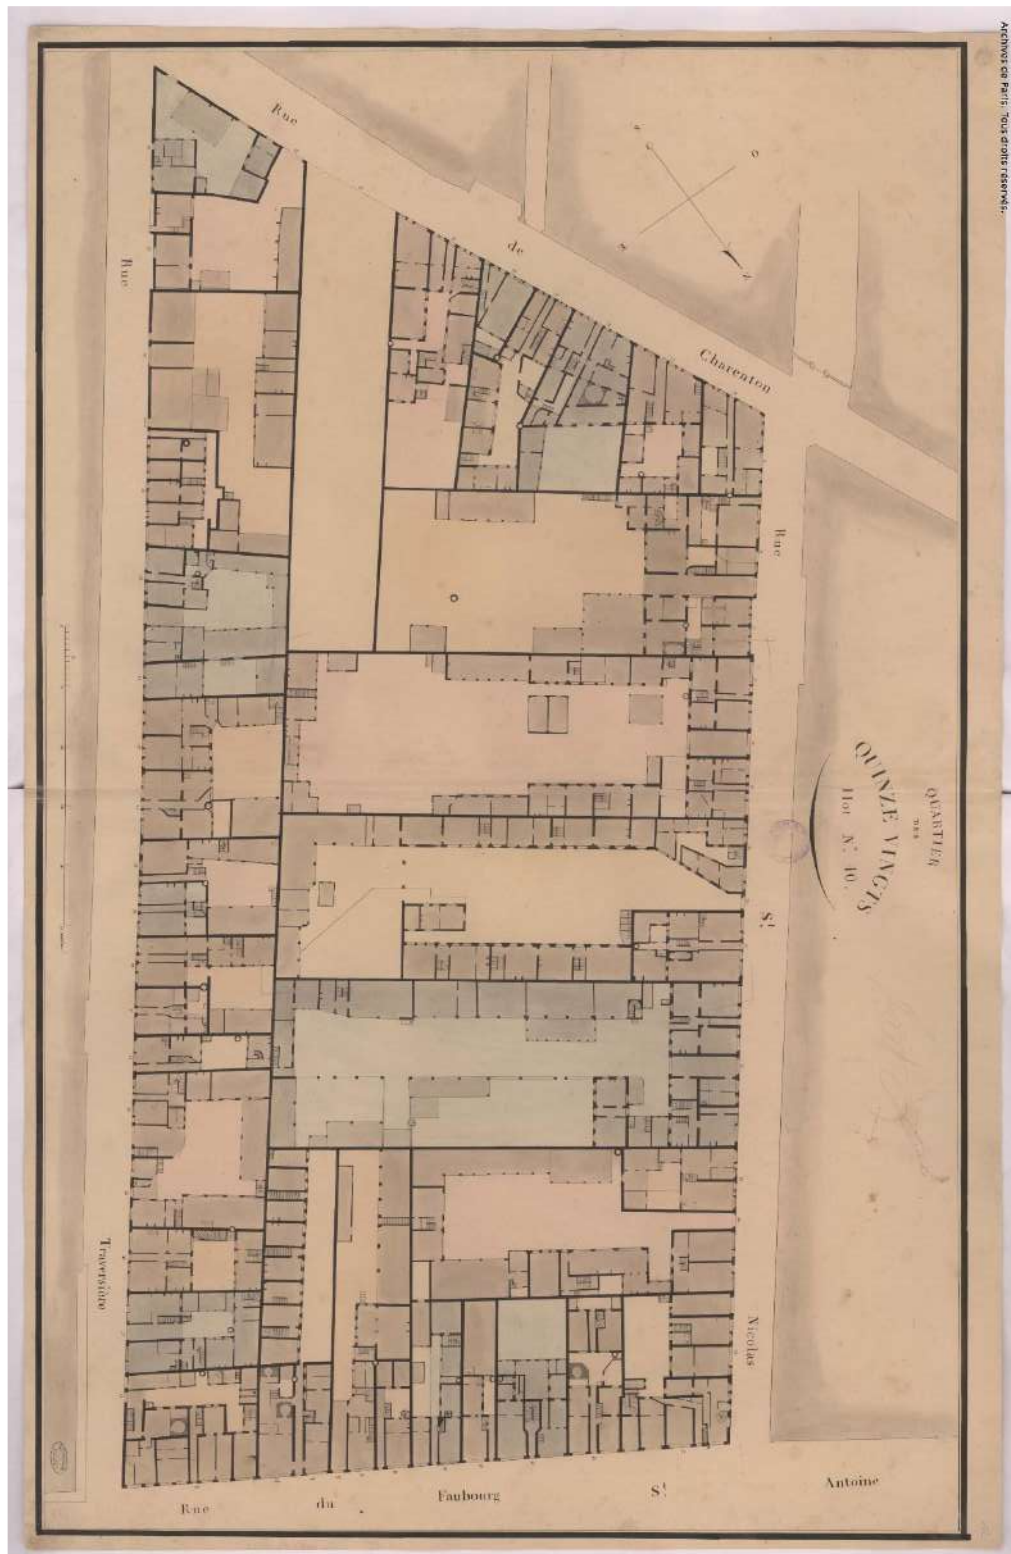 Archives de Paris. Tous droits réservés.
Rue
de
Charenton
Rue
Rue
QUARTIER
DES
QUINZE VINGTS
Ilot N° 40.
St
Nicolas
Traversière
Rue
du
Faubourg
St
Antoine